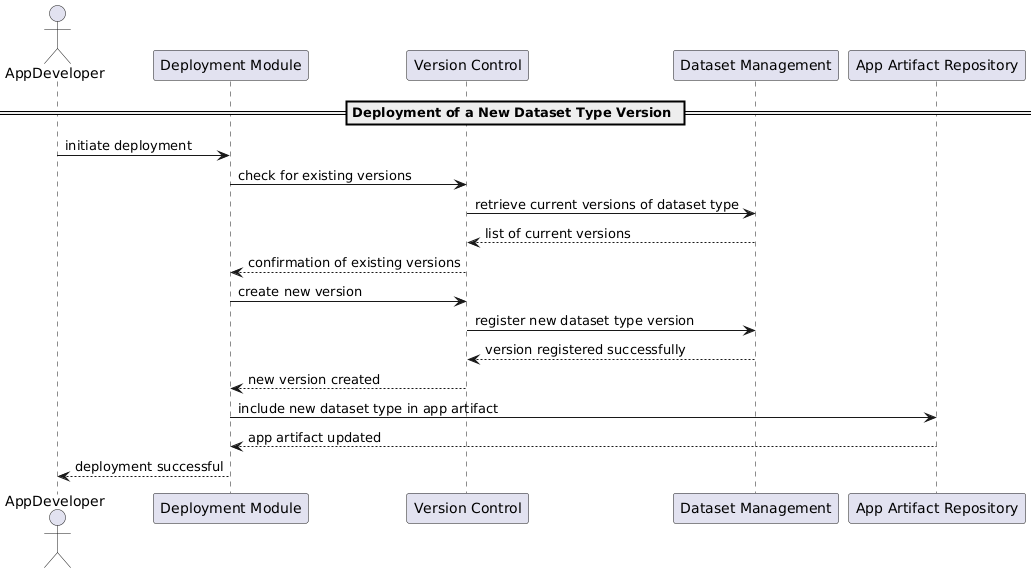 AppDeveloper
Deployment Module
Version Control
Dataset Management
App Artifact Repository
Deployment of a New Dataset Type Version
initiate deployment
check for existing versions
retrieve current versions of dataset type
list of current versions
confirmation of existing versions
create new version
register new dataset type version
version registered successfully
new version created
include new dataset type in app artifact
app artifact updated
deployment successful
AppDeveloper
Deployment Module
Version Control
Dataset Management
App Artifact Repository